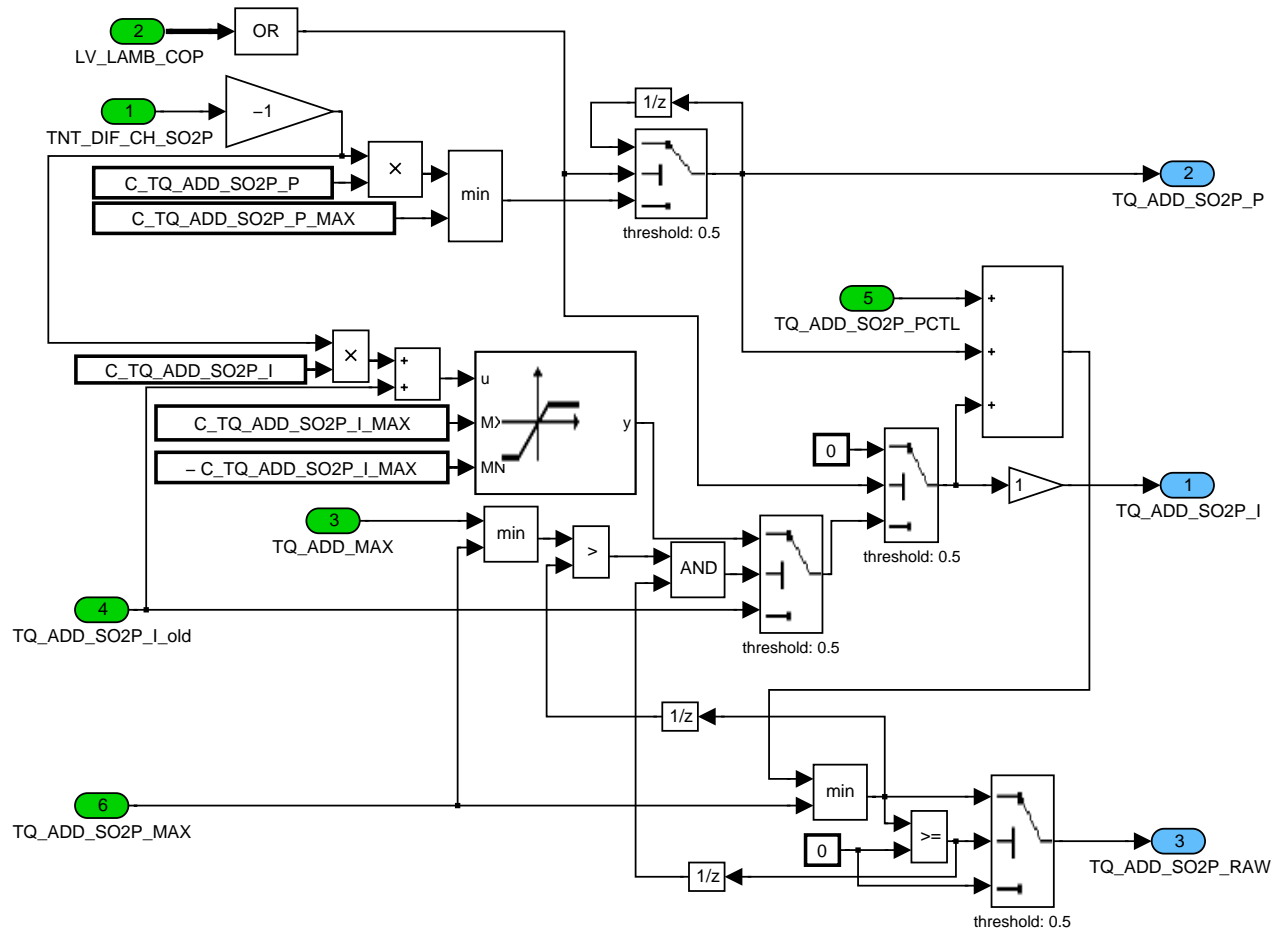 2
OR
LV_LAMB_COP
1
−1
1/z
TNT_DIF_CH_SO2P
×
C_TQ_ADD_SO2P_P
min
2
C_TQ_ADD_SO2P_P_MAX
TQ_ADD_SO2P_P
threshold: 0.5
5
+
TQ_ADD_SO2P_PCTL
×
+
+
C_TQ_ADD_SO2P_I
+
u
+
C_TQ_ADD_SO2P_I_MAX
MX
y
0
− C_TQ_ADD_SO2P_I_MAX
MN
1
1
TQ_ADD_SO2P_I
3
min
TQ_ADD_MAX
>
threshold: 0.5
AND
4
TQ_ADD_SO2P_I_old
threshold: 0.5
1/z
min
6
TQ_ADD_SO2P_MAX
>=
3
0
TQ_ADD_SO2P_RAW
1/z
threshold: 0.5